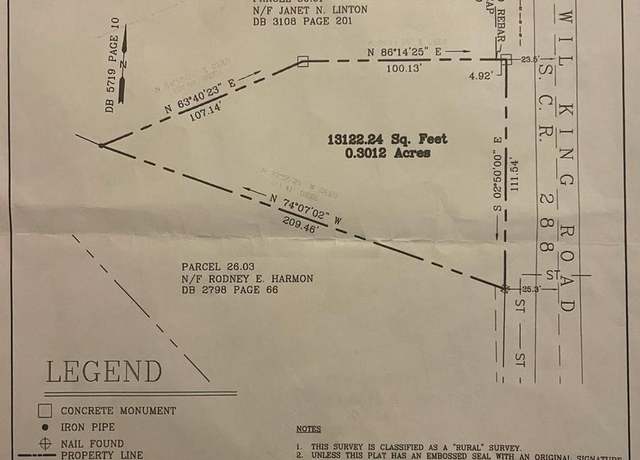 N/F JANET N. LINTON
DB 3108 PAGE 201
REBAR
DB 5719 PAGE 10
N
N 86°14'25" E
100.13'
23.5'
4.92'
N 63°40'23" E
107.14'
13122.24 Sq. Feet
0.3012 Acres
S 02°50'00" E
111.54'
WIL KING ROAD
S.C.R. 288
N 74°07'02" W
209.46'
PARCEL 26.03
N/F RODNEY E. HARMON
DB 2798 PAGE 66
ST
25.3'
ST
ST
LEGEND
CONCRETE MONUMENT
IRON PIPE
NAIL FOUND
PROPERTY LINE
NOTES
1. THIS SURVEY IS CLASSIFIED AS A "RURAL" SURVEY.
2. UNLESS THIS PLAT HAS AN EMBOSSED SEAL WITH AN ORIGINAL SIGNATURE